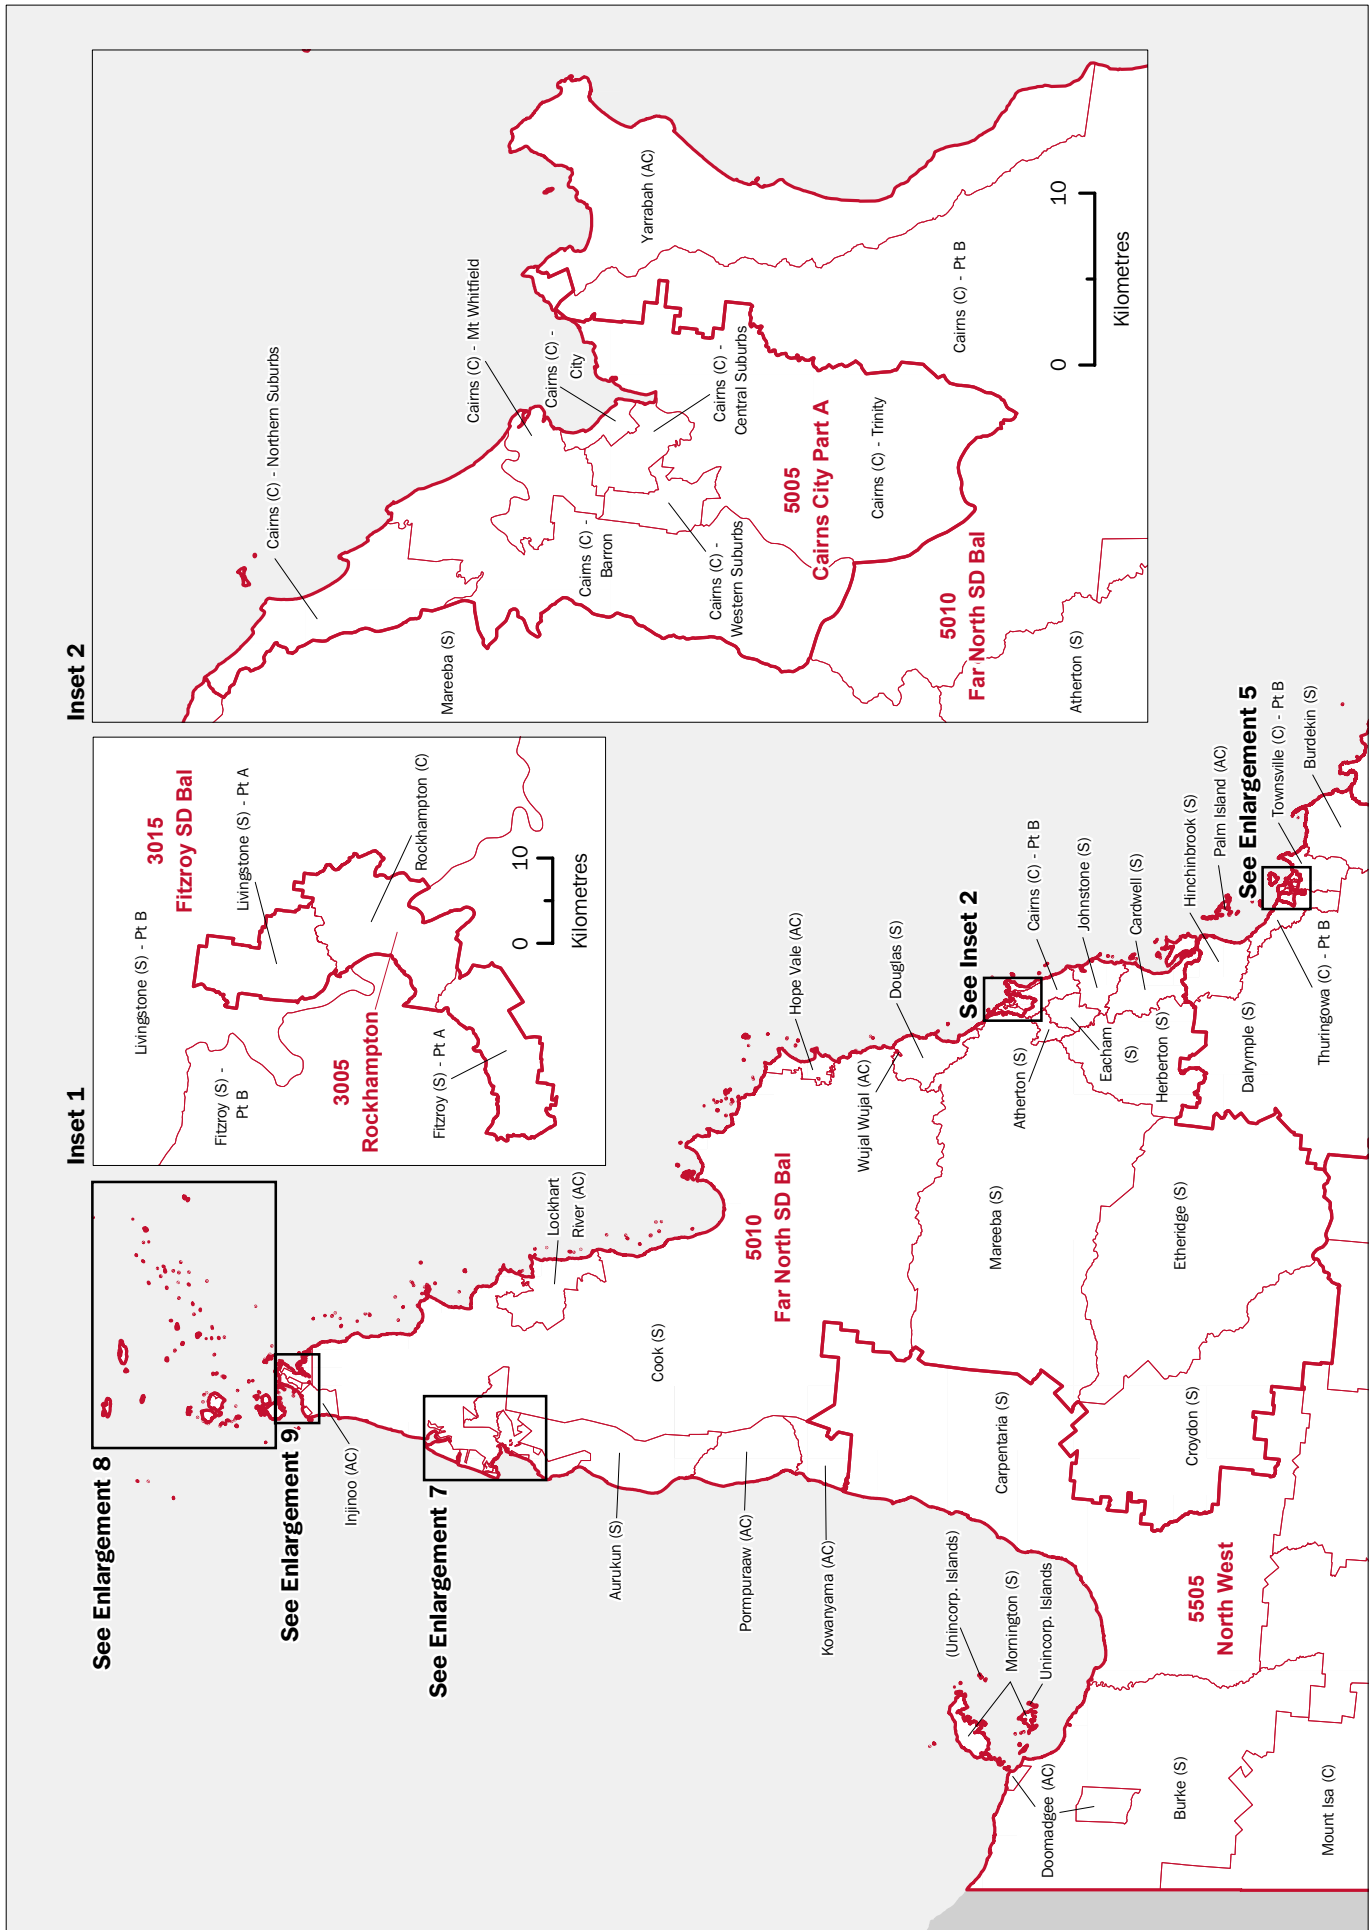 Inset 1
Livingstone (S) - Pt B
3015
Fitzroy SD Bal
Livingstone (S) - Pt A
Fitzroy (S) -
Pt B
Rockhampton (C)
3005
Rockhampton
Fitzroy (S) - Pt A
0
10
Kilometres
Inset 2
Cairns (C) - Northern Suburbs
Mareeba (S)
Cairns (C) - Mt Whitfield
Cairns (C) -
City
Yarrabah (AC)
Cairns (C) -
Barron
Cairns (C) -
Western Suburbs
Cairns (C) -
Central Suburbs
5005
Cairns City Part A
Cairns (C) - Trinity
Cairns (C) - Pt B
5010
Far North SD Bal
Atherton (S)
0
10
Kilometres
See Enlargement 8
See Enlargement 9
Injinoo (AC)
See Enlargement 7
Lockhart
River (AC)
Aurukun (S)
Cook (S)
Pormpuraaw (AC)
5010
Far North SD Bal
Kowanyama (AC)
Hope Vale (AC)
Wujal Wujal (AC)
Douglas (S)
See Inset 2
(Unincorp. Islands)
Mornington (S)
Unincorp. Islands
Carpentaria (S)
Mareeba (S)
Atherton (S)
Cairns (C) - Pt B
Johnstone (S)
Eacham
(S)
Cardwell (S)
Herberton (S)
Doomadgee (AC)
Burke (S)
Croydon (S)
Etheridge (S)
Hinchinbrook (S)
Palm Island (AC)
See Enlargement 5
Dalrymple (S)
Townsville (C) - Pt B
5505
North West
Burdekin (S)
Thuringowa (C) - Pt B
Mount Isa (C)